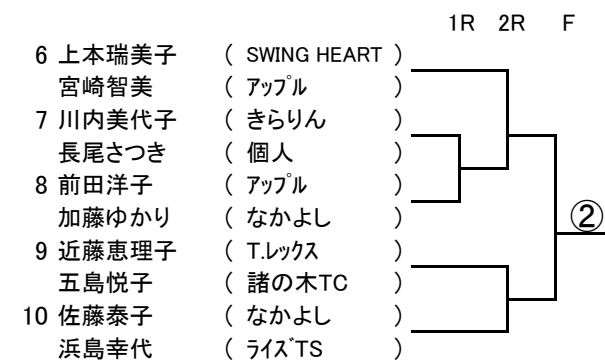 1R 2R F
6 上本瑞美子 ( SWING HEART )
宮崎智美 ( ｱｯﾌﾟﾙ )
7 川内美代子 ( きらりん )
長尾さつき ( 個人 )
8 前田洋子 ( ｱｯﾌﾟﾙ )
加藤ゆかり ( なかよし )
②
9 近藤恵理子 ( T.ﾚｯｸｽ )
五島悦子 ( 諸の木TC )
10 佐藤泰子 ( なかよし )
浜島幸代 ( ﾗｲｽﾞTS )